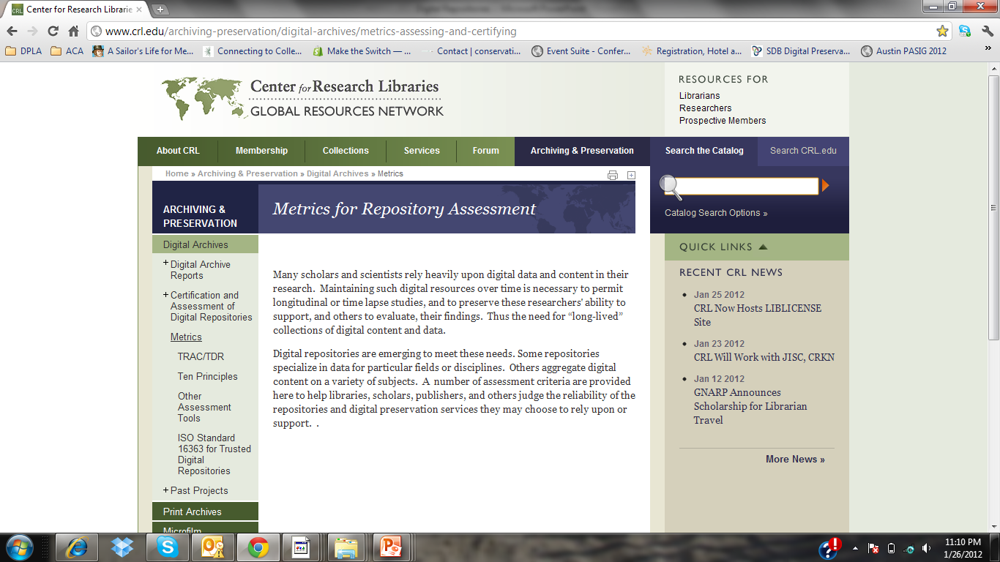 Center for Research Librarie
www.crl.edu/archiving-preservation/digital-archives/metrics-assessing-and-certifying
DPLA
ACA
A Sailor's Life for Me...
Connecting to Colle...
Make the Switch — ...
Contact | conservati...
Event Suite - Confer...
Registration, Hotel a...
SDB Digital Preserva...
Austin PASIG 2012
»
Center for Research Libraries
GLOBAL RESOURCES NETWORK
RESOURCES FOR
Librarians
Researchers
Prospective Members
About CRL
Membership
Collections
Services
Forum
Archiving & Preservation
Search the Catalog
Search CRL.edu
Home » Archiving & Preservation » Digital Archives » Metrics
Catalog Search Options »
ARCHIVING &
PRESERVATION
Metrics for Repository Assessment
Digital Archives
Digital Archive
Reports
Certification and
Assessment of
Digital Repositories
Metrics
TRAC/TDR
Ten Principles
Other
Assessment
Tools
ISO Standard
16363 for Trusted
Digital
Repositories
Past Projects
Print Archives
Microfilm
Many scholars and scientists rely heavily upon digital data and content in their
research. Maintaining such digital resources over time is necessary to permit
longitudinal or time lapse studies, and to preserve these researchers' ability to
support, and others to evaluate, their findings. Thus the need for “long-lived”
collections of digital content and data.
Digital repositories are emerging to meet these needs. Some repositories
specialize in data for particular fields or disciplines. Others aggregate digital
content on a variety of subjects. A number of assessment criteria are provided
here to help libraries, scholars, publishers, and others judge the reliability of the
repositories and digital preservation services they may choose to rely upon or
support. .
QUICK LINKS
RECENT CRL NEWS
Jan 25 2012
CRL Now Hosts LIBLICENSE
Site
Jan 23 2012
CRL Will Work with JISC, CRKN
Jan 12 2012
GNARP Announces
Scholarship for Librarian
Travel
More News »
11:10 PM
1/26/2012